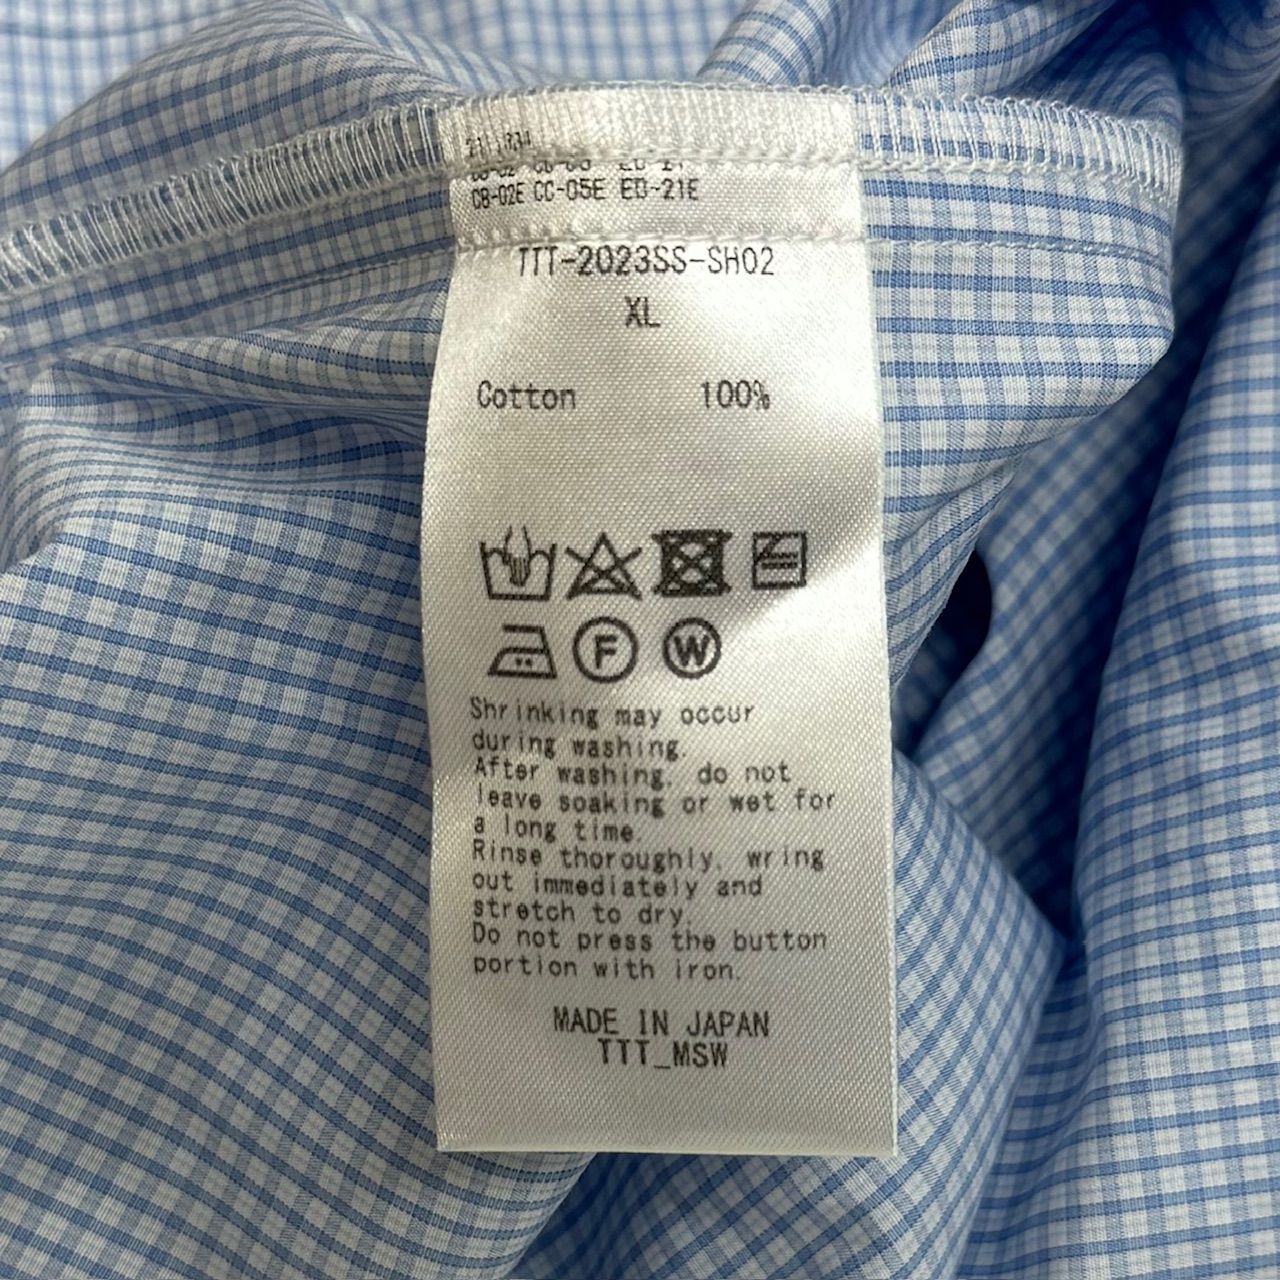 CB-02E CC-05E ED-21E
TTT-2023SS-SH02
XL
Cotton 100%
F W
Shrinking may occur
during washing.
After washing, do not
leave soaking or wet for
a long time.
Rinse thoroughly, wring
out immediately and
stretch to dry.
Do not press the button
portion with iron.
MADE IN JAPAN
TTT_MSW